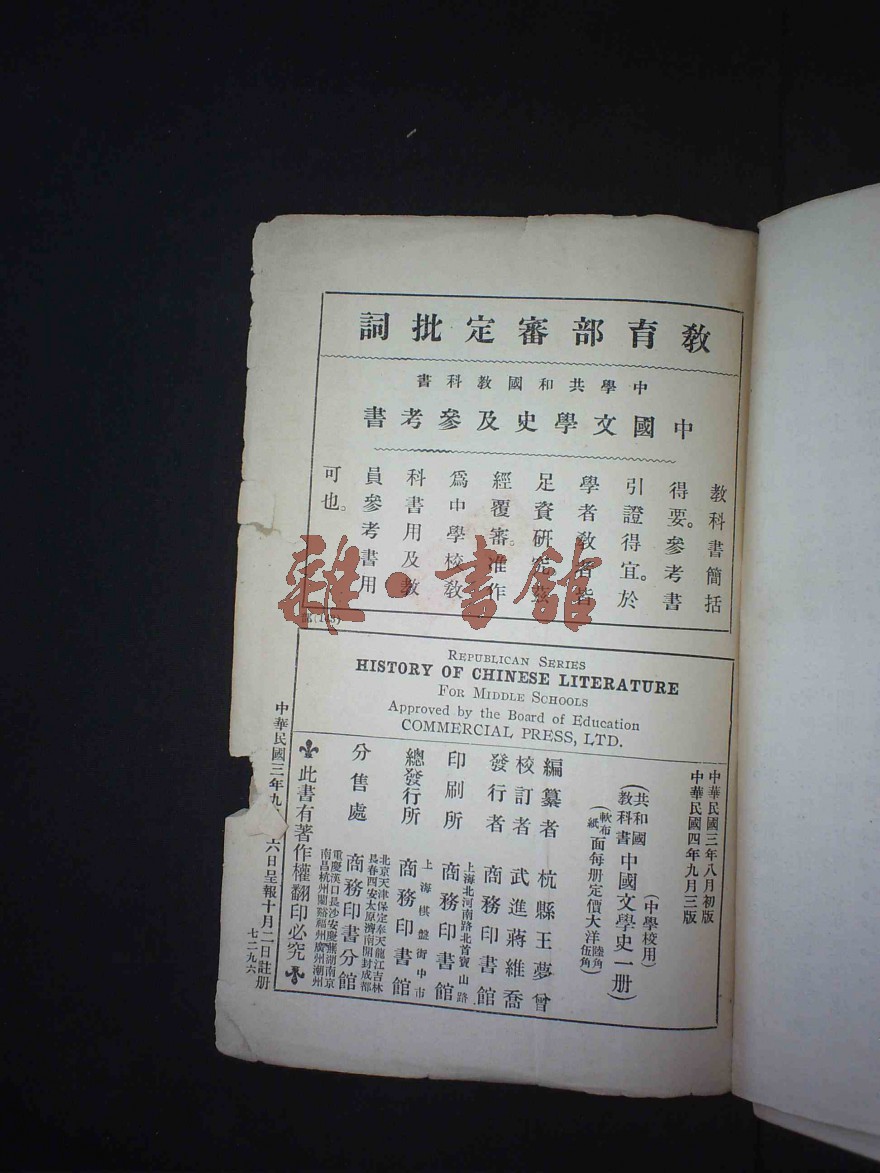 教育部審定批詞
中學共和國教科書
中國文學史及參考書
教科書簡括
得要。參考書
引證得宜。於
學者教者皆
足資研究茲
經覆審。准作
爲中學校教
科書用及教
員參考書用
可也。
REPUBLICAN SERIES
HISTORY OF CHINESE LITERATURE
FOR MIDDLE SCHOOLS
Approved by the Board of Education
COMMERCIAL PRESS, LTD.
中華民國三年八月初版
中華民國四年九月三版
(中學校用)
(共和國教科書中國文學史一册)
(軟布紙面每册定價大洋陸角伍角)
編纂者 杭縣王夢曾
校訂者 武進蔣維喬
發行者 商務印書館
上海北河南路北首寶山路
印刷所 商務印書館
上海棋盤街中市
總發行所 商務印書館
北京天津保定奉天龍江吉林
長春西安太原濟南開封成都
分售處 商務印書分館
重慶漢口長沙安慶蕪湖南京
南昌杭州蘭谿福州廣州潮州
此書有著作權翻印必究
中華民國三年九 六日呈報十月二日註册
七二九六
雜·書館